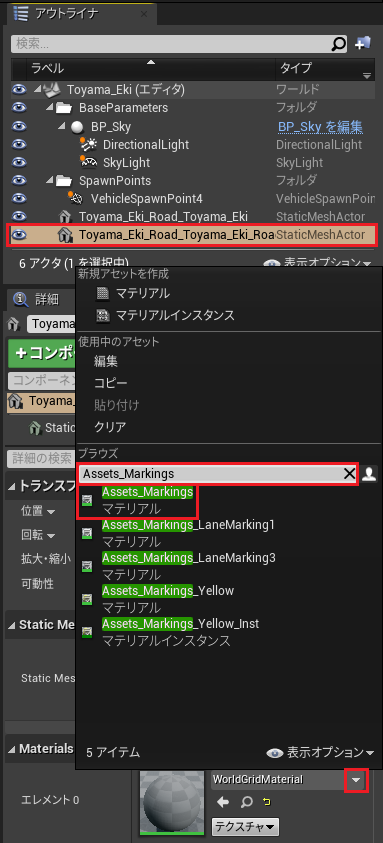 アウトライナ
検索...
ラベル タイプ
Toyama_Eki (エディタ) ワールド
BaseParameters フォルダ
BP_Sky BP_Sky を編集
DirectionalLight DirectionalLight
SkyLight SkyLight
SpawnPoints フォルダ
VehicleSpawnPoint4 VehicleSpawnPoin
Toyama_Eki_Road_Toyama_Eki StaticMeshActor
Toyama_Eki_Road_Toyama_Eki_Roa StaticMeshActor
6 アクタ (1 を選択中) 表示オプション
新規アセットを作成
マテリアル
マテリアルインスタンス
使用中のアセット
編集
コピー
貼り付け
クリア
ブラウズ
Assets_Markings
Assets_Markings
マテリアル
Assets_Markings_LaneMarking1
マテリアル
Assets_Markings_LaneMarking3
マテリアル
Assets_Markings_Yellow
マテリアル
Assets_Markings_Yellow_Inst
マテリアルインスタンス
5 アイテム 表示オプション
詳細
Toya
+コンポ
コンポーネン
Toyama_
Stati
詳細の検索
トランスフ
位置
回転
拡大・縮小
可動性
Static Me
Static Mes
Materials
エレメント 0
WorldGridMaterial
テクスチャ